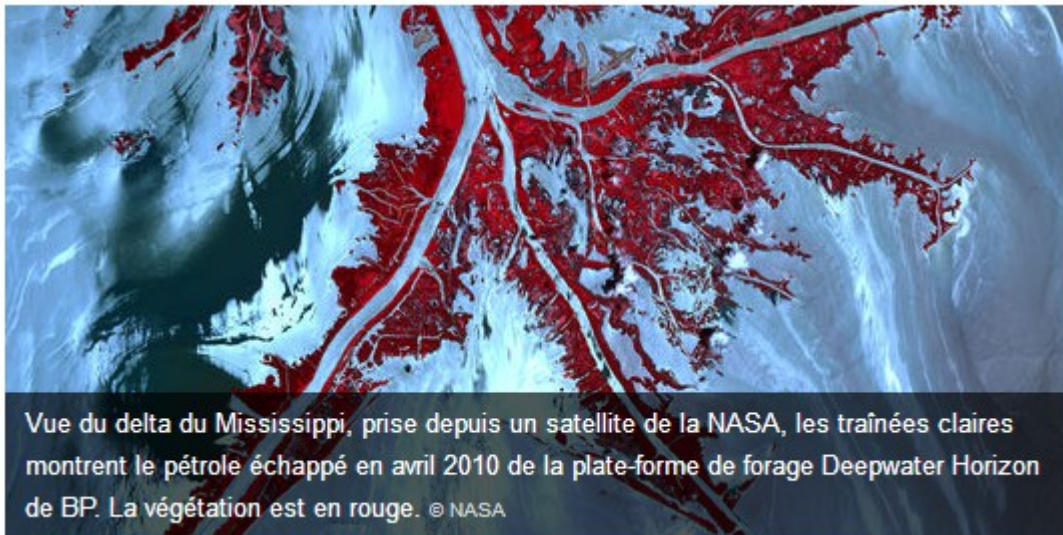 Vue du delta du Mississippi, prise depuis un satellite de la NASA, les traînées claires
montrent le pétrole échappé en avril 2010 de la plate-forme de forage Deepwater Horizon
de BP. La végétation est en rouge. © NASA